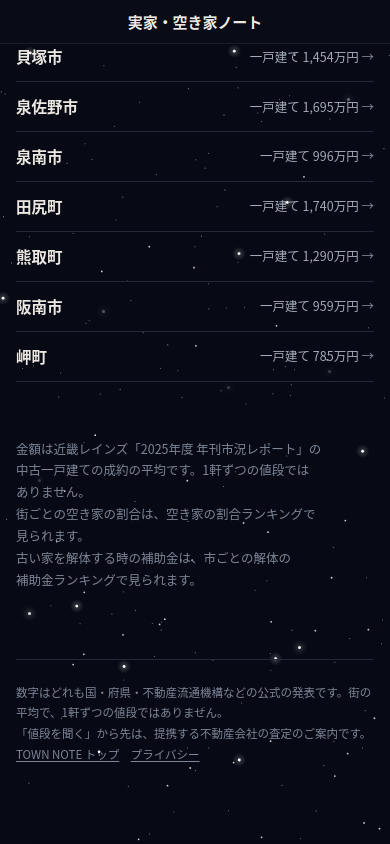 実家・空き家ノート
貝塚市 一戸建て 1,454万円 →
泉佐野市 一戸建て 1,695万円 →
泉南市 一戸建て 996万円 →
田尻町 一戸建て 1,740万円 →
熊取町 一戸建て 1,290万円 →
阪南市 一戸建て 959万円 →
岬町 一戸建て 785万円 →
金額は近畿レインズ「2025年度 年刊市況レポート」の
中古一戸建ての成約の平均です。1軒ずつの値段では
ありません。
街ごとの空き家の割合は、空き家の割合ランキングで
見られます。
古い家を解体する時の補助金は、市ごとの解体の
補助金ランキングで見られます。
数字はどれも国・府県・不動産流通機構などの公式の発表です。街の
平均で、1軒ずつの値段ではありません。
「値段を聞く」から先は、提携する不動産会社の査定のご案内です。
TOWN NOTE トップ プライバシー